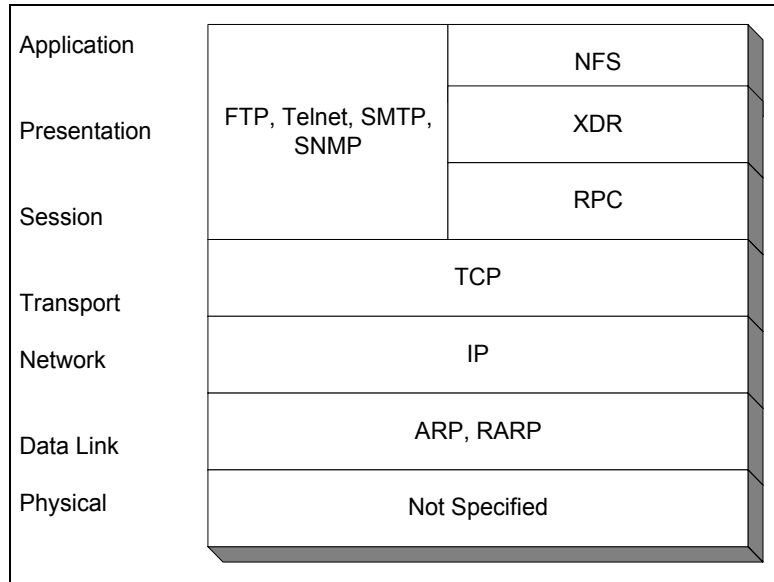 Application
Presentation
Session
Transport
Network
Data Link
Physical
FTP, Telnet, SMTP,
SNMP
NFS
XDR
RPC
TCP
IP
ARP, RARP
Not Specified